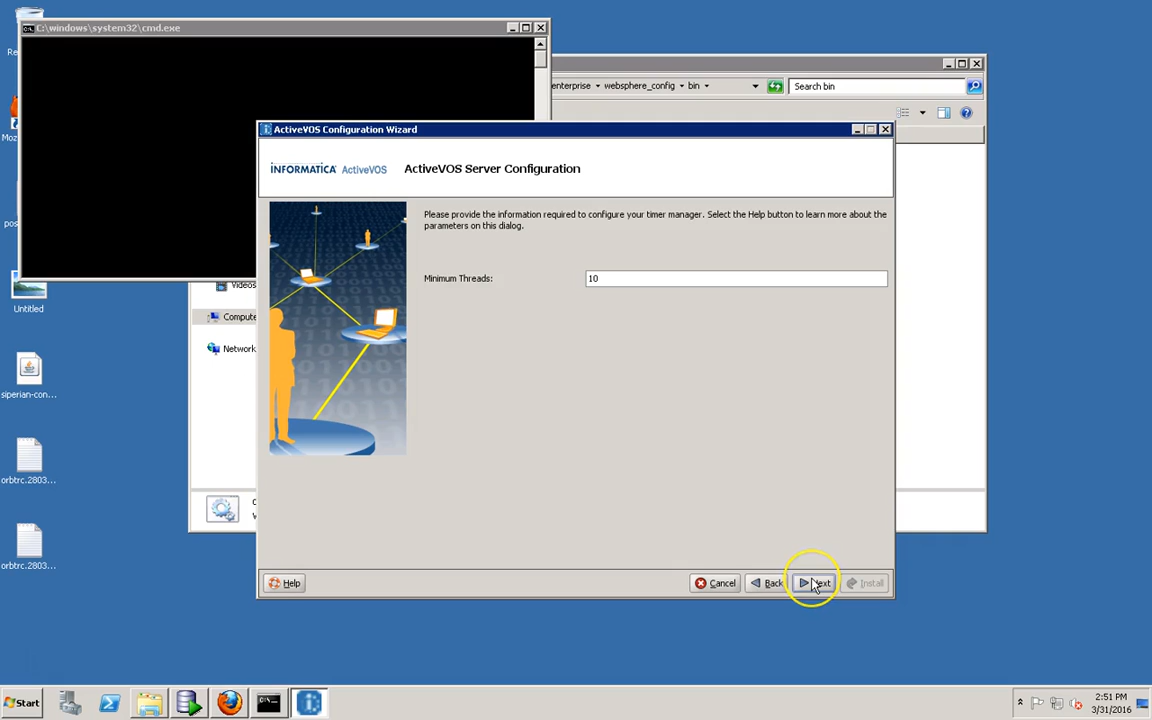 C:\windows\system32\cmd.exe
enterprise ▸ websphere_config ▸ bin ▸
Search bin
ActiveVOS Configuration Wizard
INFORMATICA ActiveVOS
ActiveVOS Server Configuration
Please provide the information required to configure your timer manager. Select the Help button to learn more about the
parameters on this dialog.
Minimum Threads:
10
Videos
Untitled
Compute
Network
siperian-con...
orbtrc.2803...
orbtrc.2803...
Help
Cancel
Back
Next
Install
Start
2:51 PM
3/31/2016